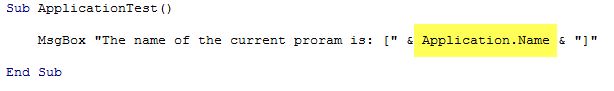 Sub ApplicationTest()
MsgBox "The name of the current proram is: [" & Application.Name & "]"
End Sub